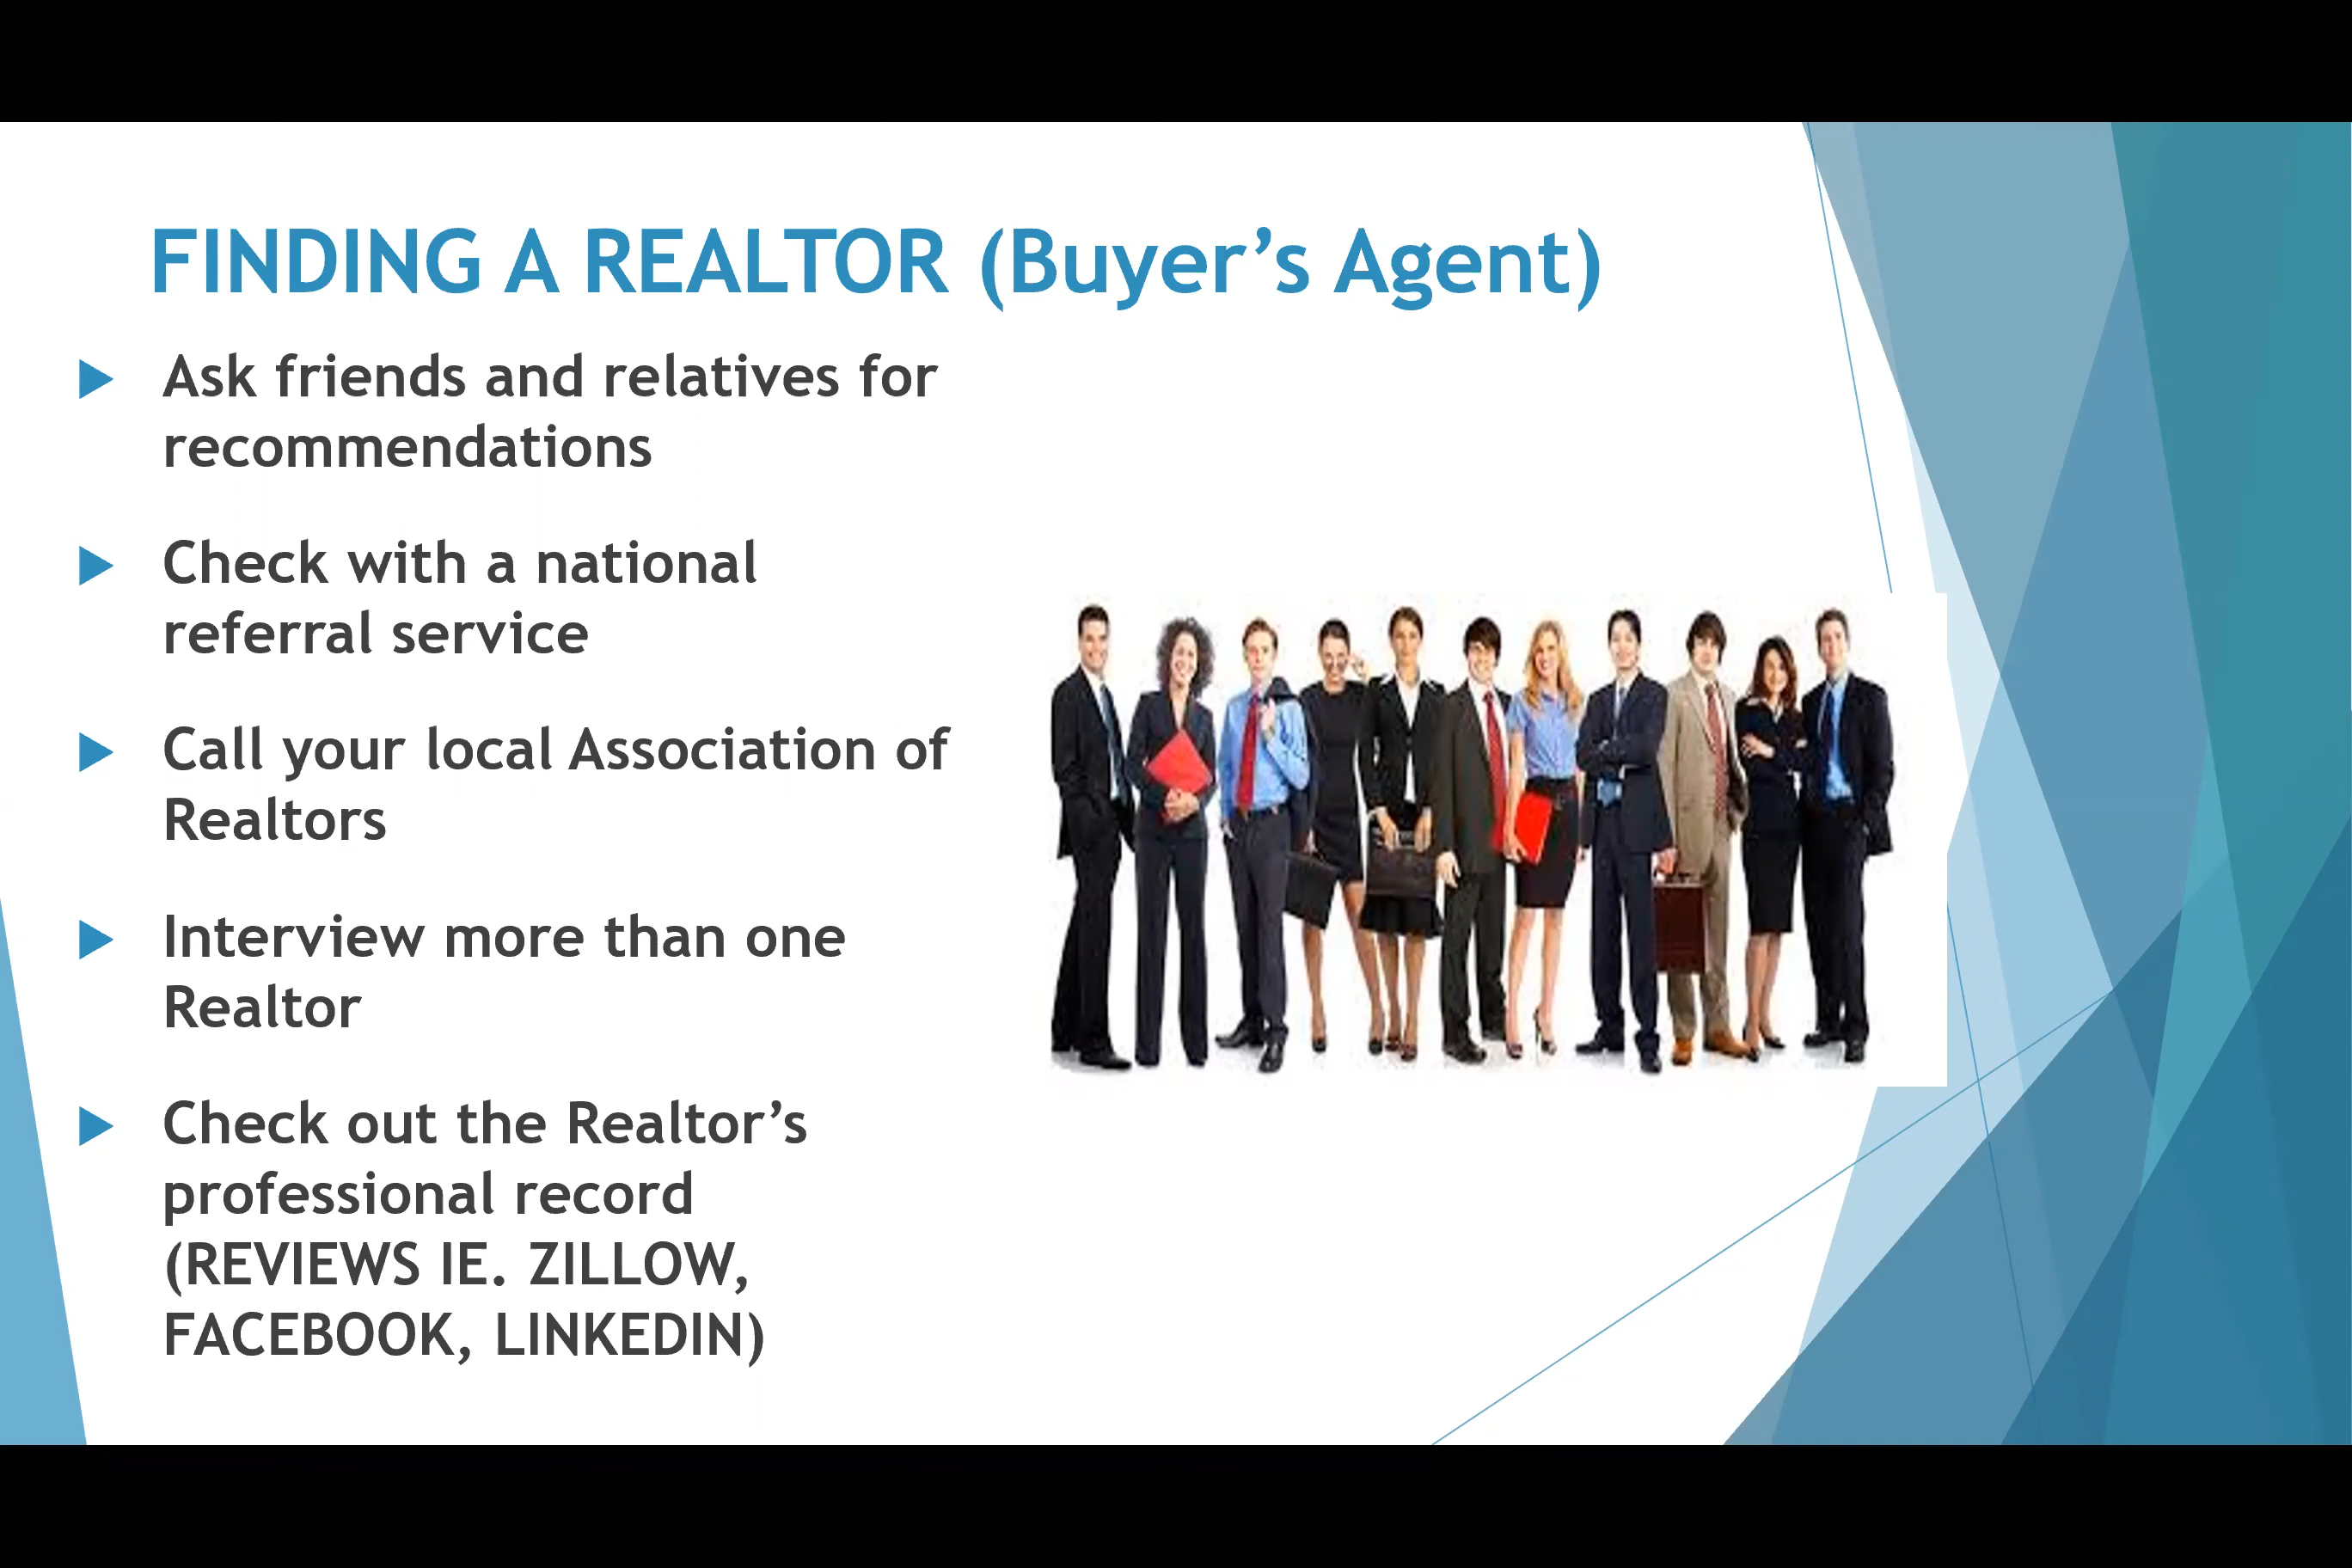 FINDING A REALTOR (Buyer’s Agent)
Ask friends and relatives for
recommendations
Check with a national
referral service
Call your local Association of
Realtors
Interview more than one
Realtor
Check out the Realtor’s
professional record
(REVIEWS IE. ZILLOW,
FACEBOOK, LINKEDIN)